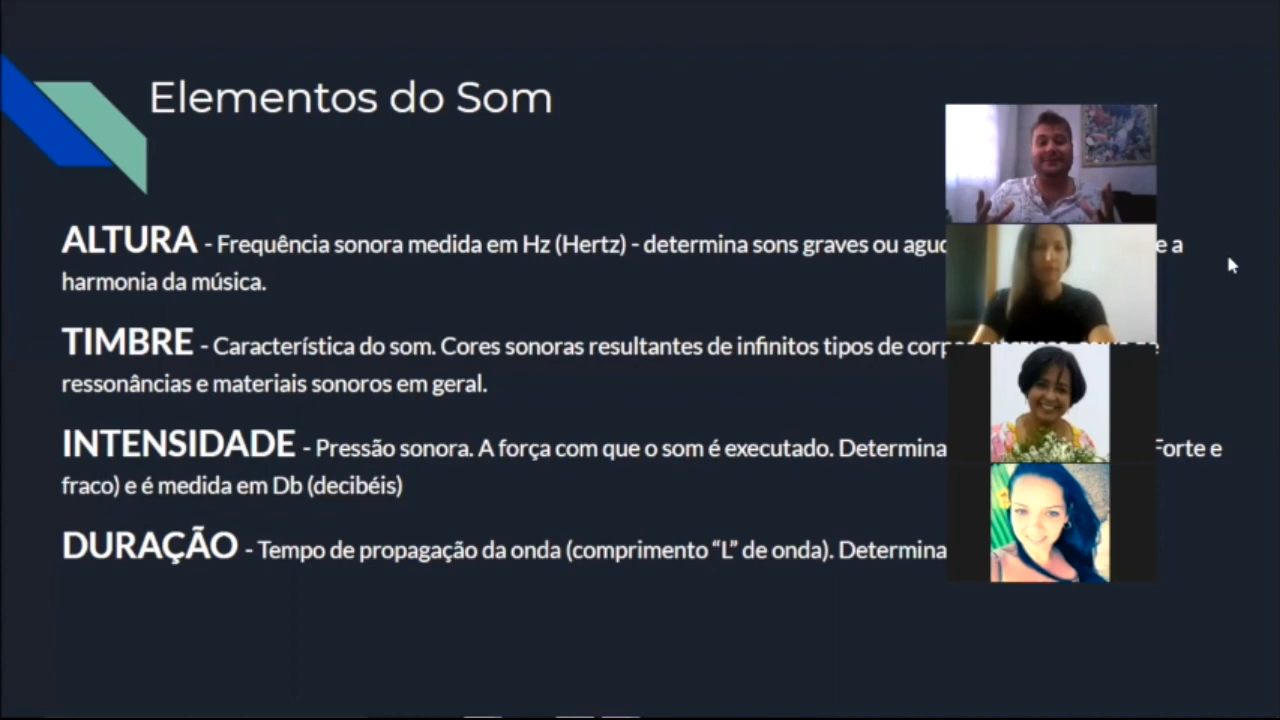 Elementos do Som
ALTURA - Frequência sonora medida em Hz (Hertz) - determina sons graves ou e a
harmonia da música.
TIMBRE - Característica do som. Cores sonoras resultantes de infinitos tipos de
ressonâncias e materiais sonoros em geral.
INTENSIDADE - Pressão sonora. A força com que o som é executado. Determina Forte e
fraco) e é medida em Db (decibéis)
DURAÇÃO - Tempo de propagação da onda (comprimento “L” de onda). Determina